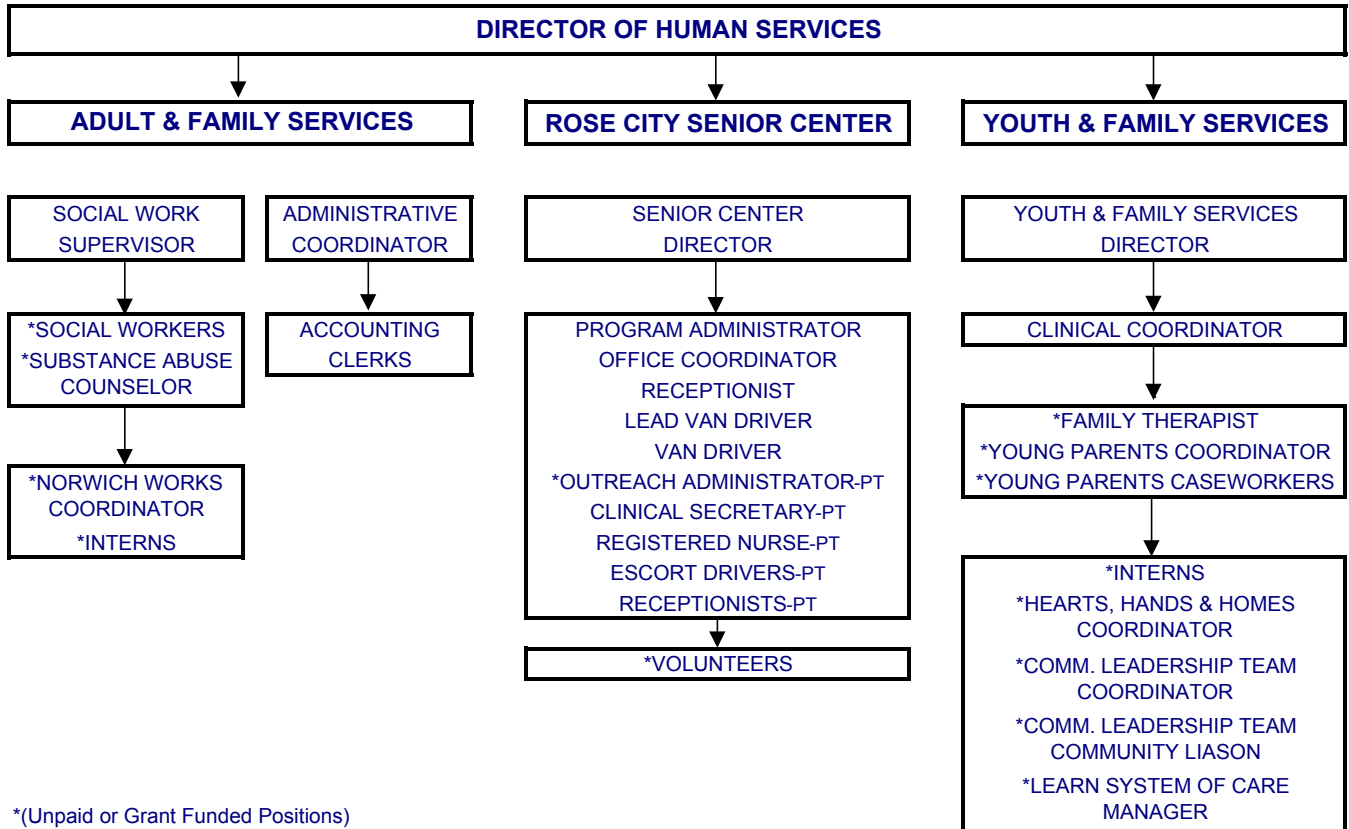 DIRECTOR OF HUMAN SERVICES
ADULT & FAMILY SERVICES
SOCIAL WORK
SUPERVISOR
*SOCIAL WORKERS
*SUBSTANCE ABUSE
COUNSELOR
*NORWICH WORKS
COORDINATOR
*INTERNS
ADMINISTRATIVE
COORDINATOR
ACCOUNTING
CLERKS
ROSE CITY SENIOR CENTER
SENIOR CENTER
DIRECTOR
PROGRAM ADMINISTRATOR
OFFICE COORDINATOR
RECEPTIONIST
LEAD VAN DRIVER
VAN DRIVER
*OUTREACH ADMINISTRATOR-PT
CLINICAL SECRETARY-PT
REGISTERED NURSE-PT
ESCORT DRIVERS-PT
RECEPTIONISTS-PT
*VOLUNTEERS
YOUTH & FAMILY SERVICES
YOUTH & FAMILY SERVICES
DIRECTOR
CLINICAL COORDINATOR
*FAMILY THERAPIST
*YOUNG PARENTS COORDINATOR
*YOUNG PARENTS CASEWORKERS
*INTERNS
*HEARTS, HANDS & HOMES
COORDINATOR
*COMM. LEADERSHIP TEAM
COORDINATOR
*COMM. LEADERSHIP TEAM
COMMUNITY LIASON
*LEARN SYSTEM OF CARE
MANAGER
*(Unpaid or Grant Funded Positions)